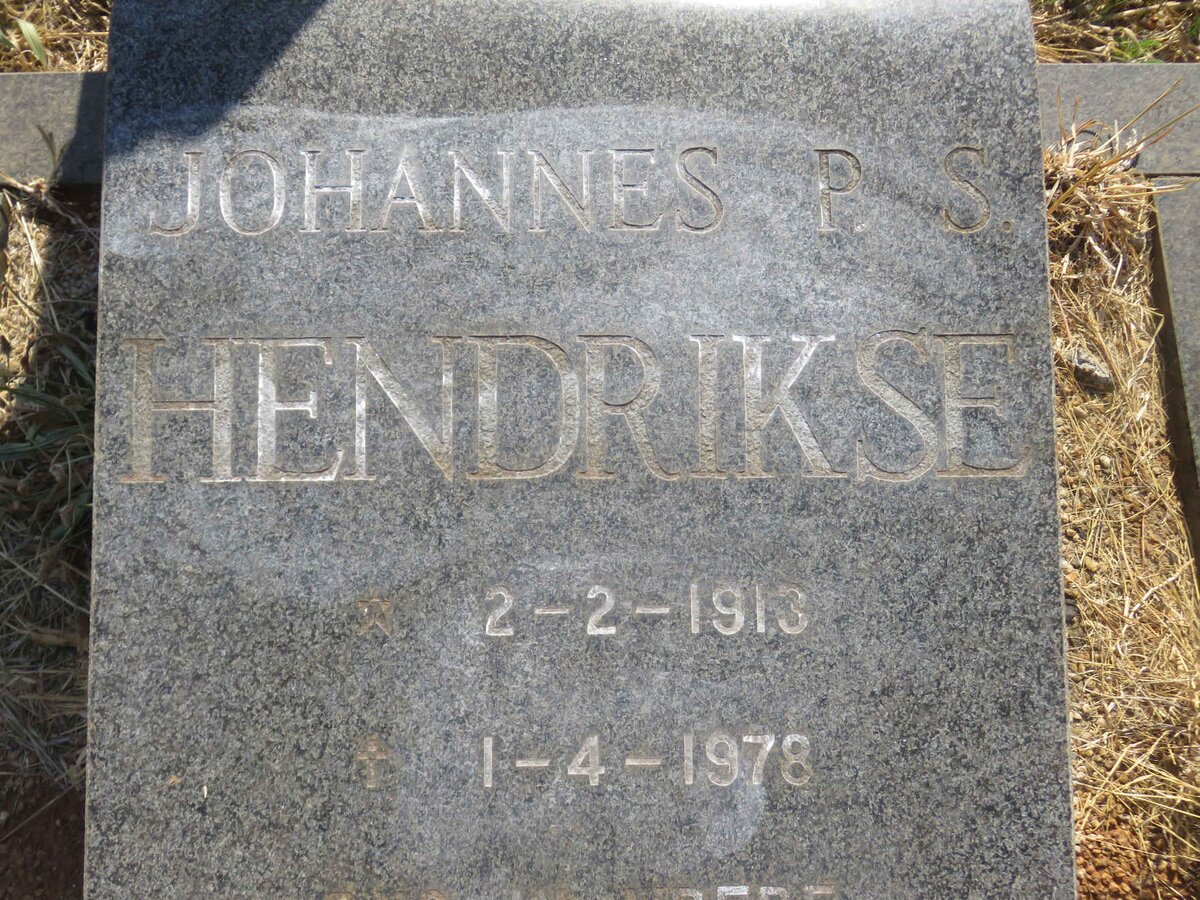 JOHANNES P. S.
HENDRIKSE
2-2-1913
1-4-1978